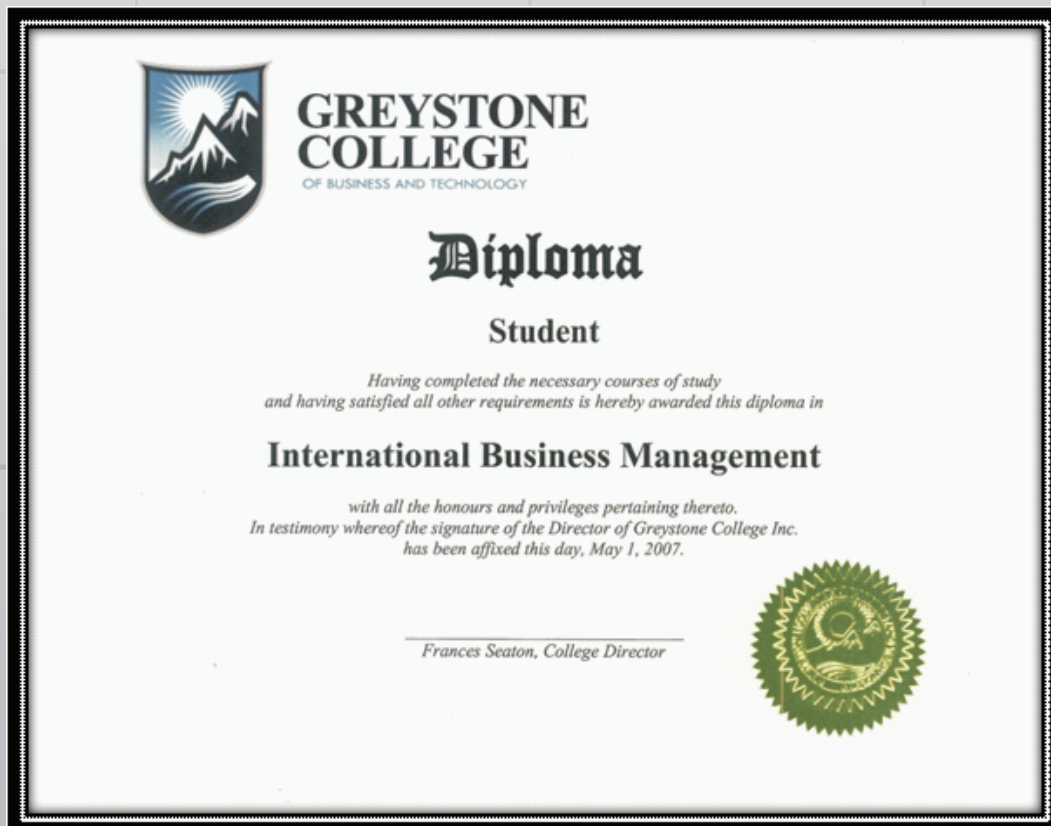 GREYSTONE
COLLEGE
OF BUSINESS AND TECHNOLOGY
Diploma
Student
Having completed the necessary courses of study
and having satisfied all other requirements is hereby awarded this diploma in
International Business Management
with all the honours and privileges pertaining thereto.
In testimony whereof the signature of the Director of Greystone College Inc.
has been affixed this day, May 1, 2007.
Frances Seaton, College Director